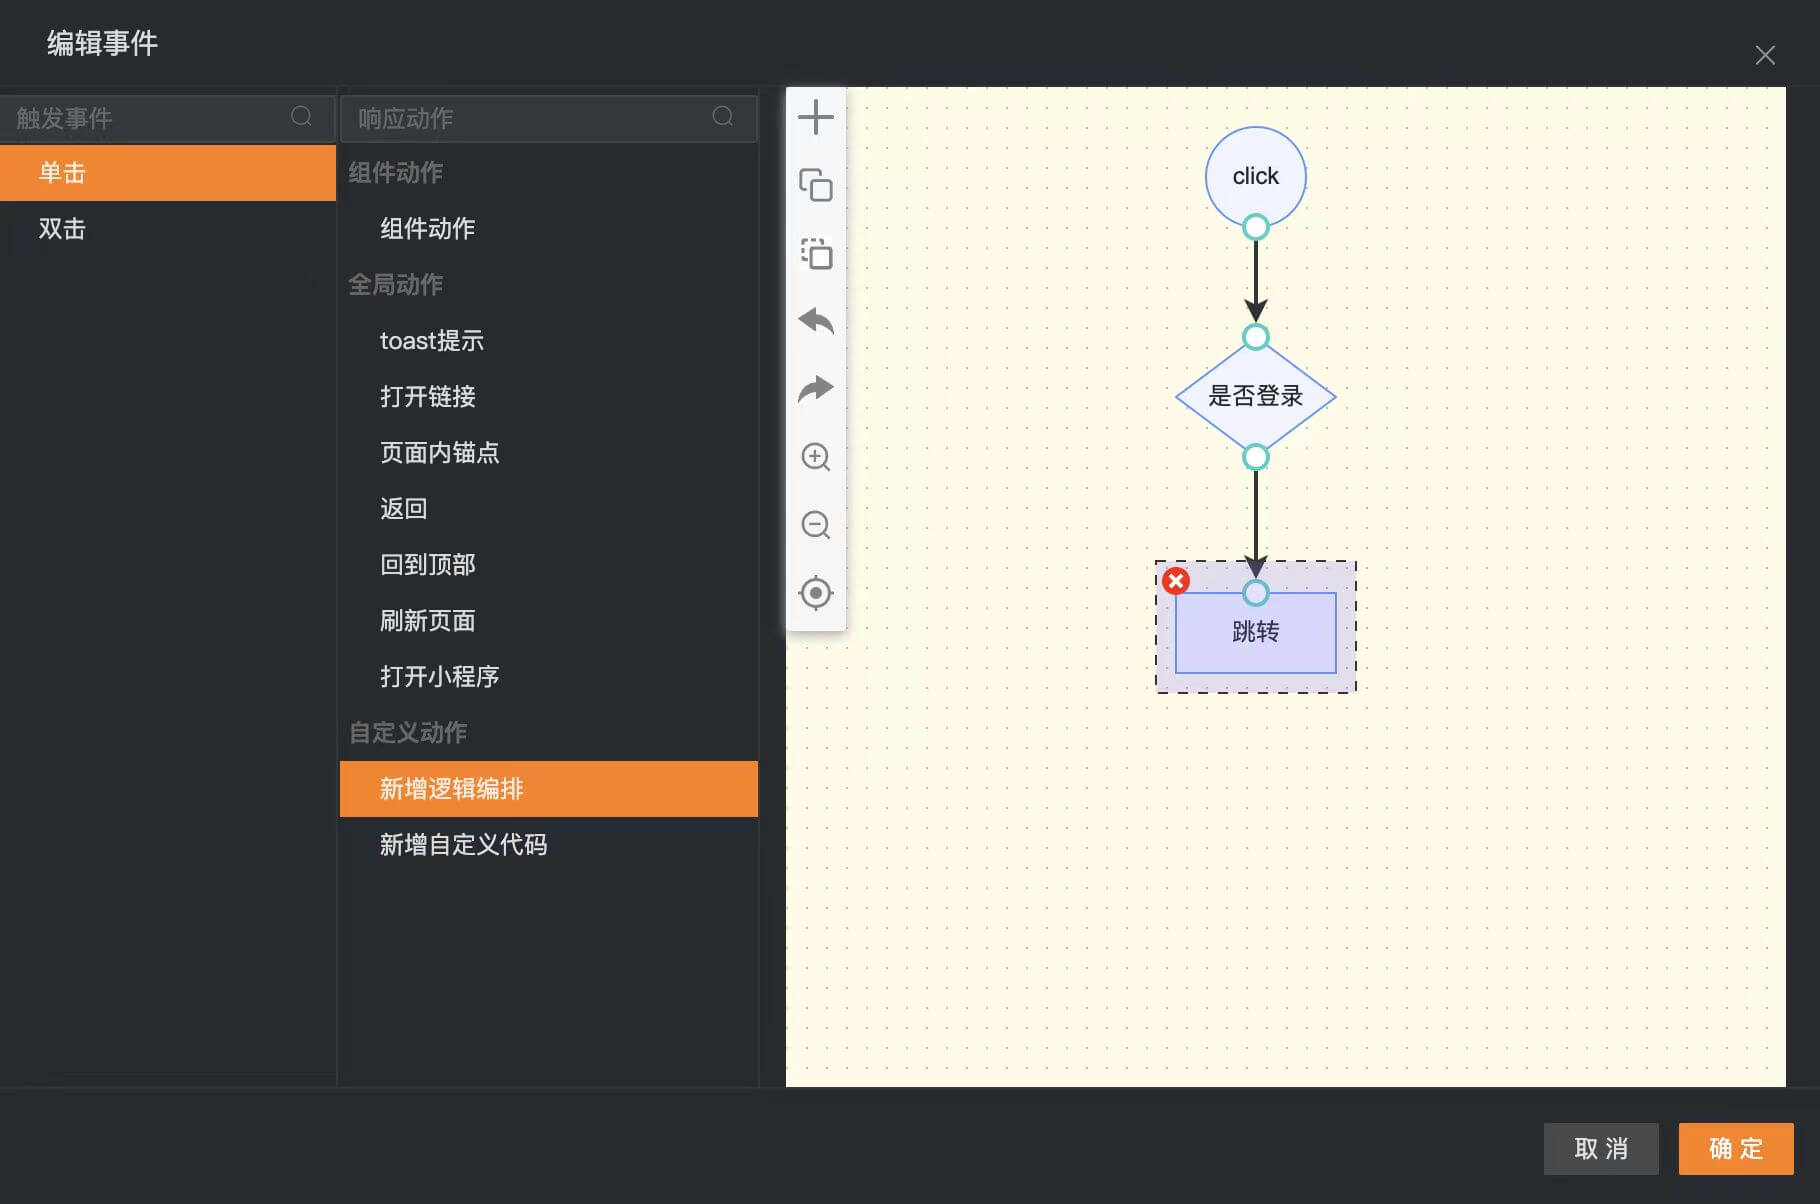 编辑事件
触发事件
单击
双击
响应动作
组件动作
组件动作
全局动作
toast提示
打开链接
页面内锚点
返回
回到顶部
刷新页面
打开小程序
自定义动作
新增逻辑编排
新增自定义代码
click
是否登录
跳转
取 消
确 定